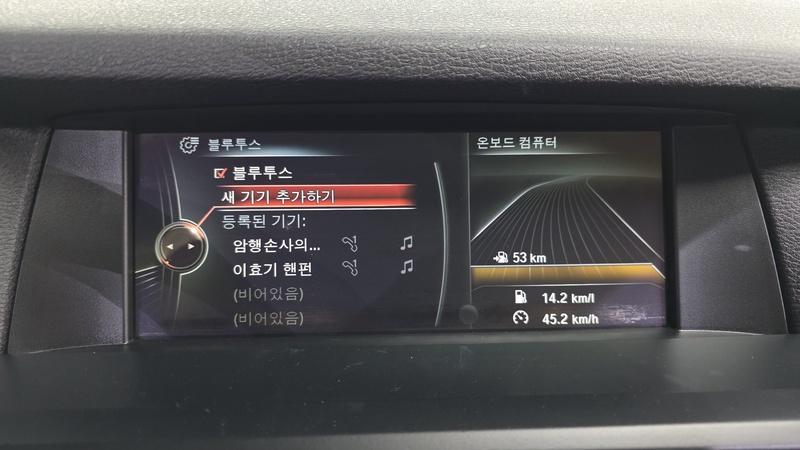 블루투스
블루투스
새 기기 추가하기
등록된 기기:
암행손사의...
이효기 핸펀
(비어있음)
(비어있음)
온보드 컴퓨터
53 km
14.2 km/l
45.2 km/h